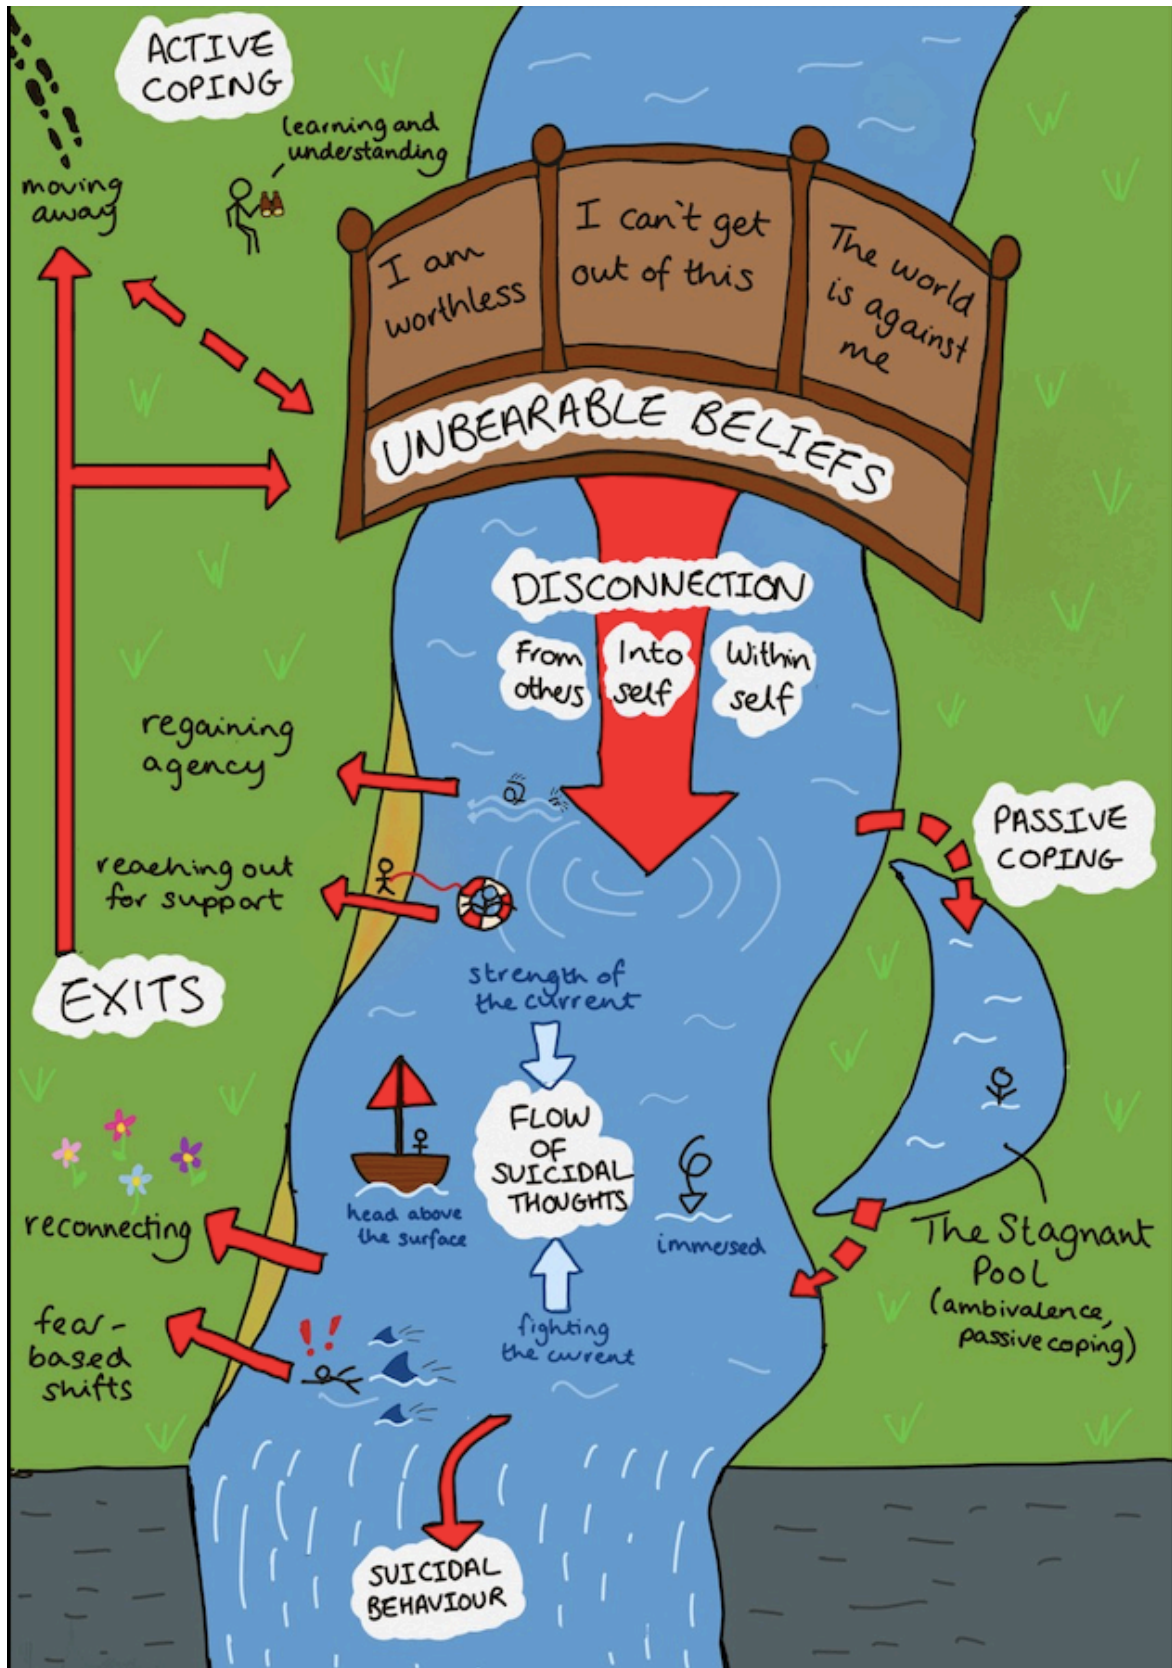 ACTIVE
COPING
learning and
understanding
moving
away
I am
worthless
I can't get
out of this
The world
is against
me
UNBEARABLE BELIEFS
DISCONNECTION
From
others
Into
self
Within
self
regaining
agency
reaching out
for support
EXITS
PASSIVE
COPING
strength of
the current
FLOW
OF
SUICIDAL
THOUGHTS
head above
the surface
immersed
fighting
the current
reconnecting
fear-
based
shifts
!!
The Stagnant
Pool
(ambivalence,
passive coping)
SUICIDAL
BEHAVIOUR